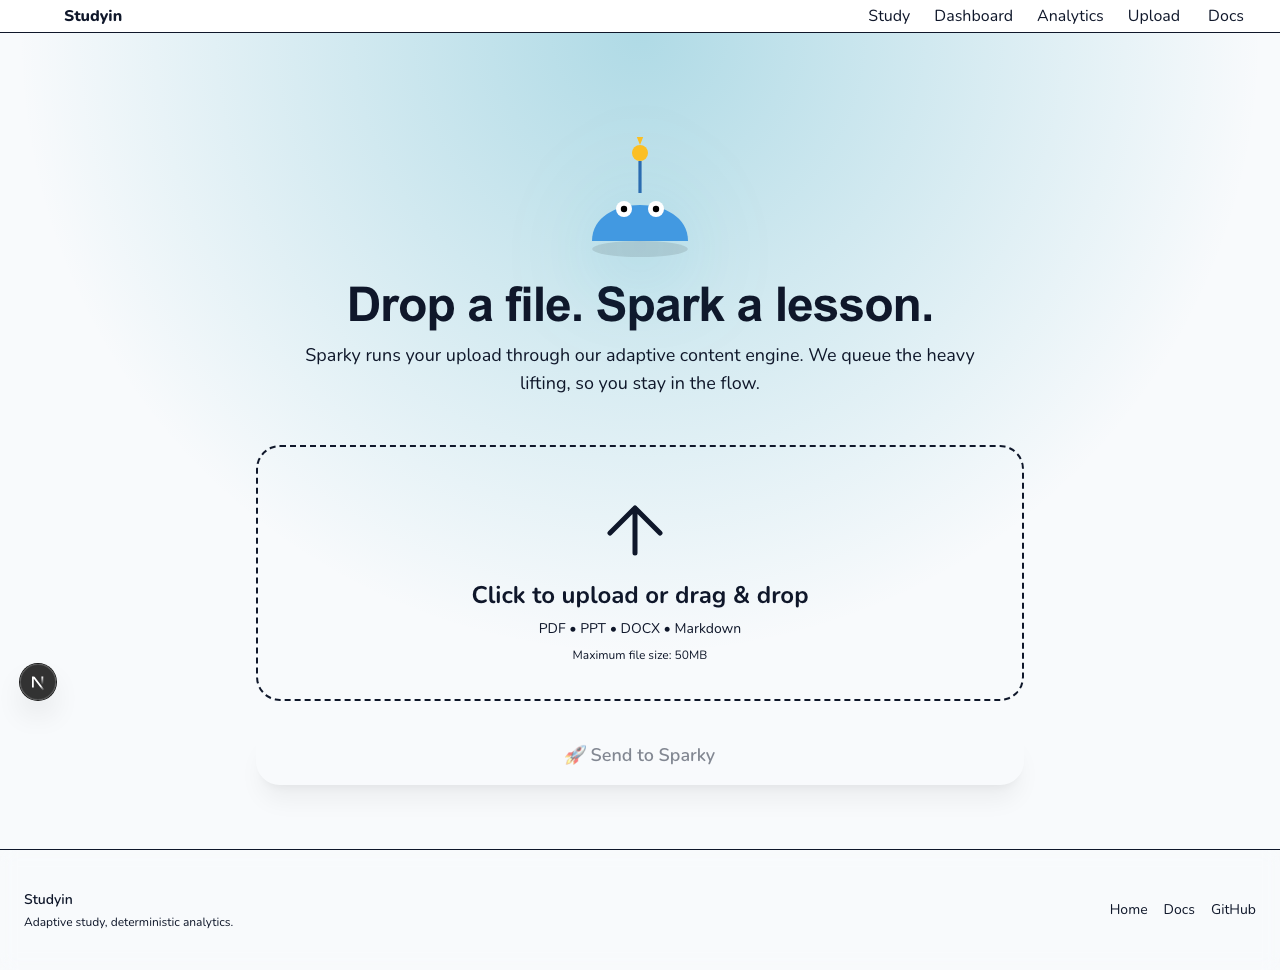 Studyin
Study Dashboard Analytics Upload Docs
Drop a file. Spark a lesson.
Sparky runs your upload through our adaptive content engine. We queue the heavy
lifting, so you stay in the flow.
Click to upload or drag & drop
PDF • PPT • DOCX • Markdown
Maximum file size: 50MB
N
🚀 Send to Sparky
Studyin
Adaptive study, deterministic analytics.
Home Docs GitHub